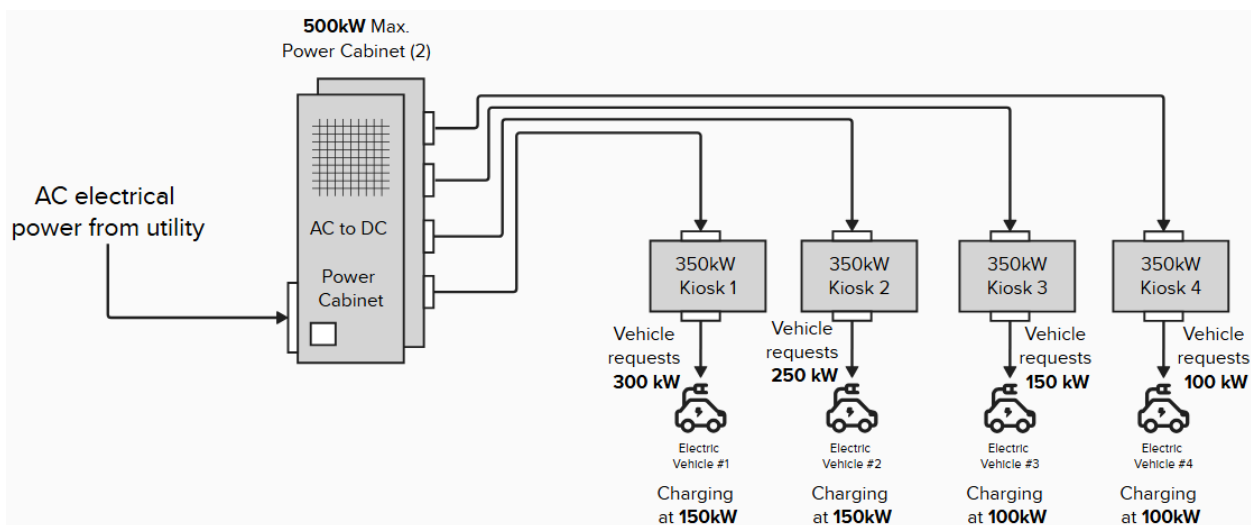 500kW Max.
Power Cabinet (2)
AC electrical
power from utility
AC to DC
Power
Cabinet
350kW
Kiosk 1
350kW
Kiosk 2
350kW
Kiosk 3
350kW
Kiosk 4
Vehicle
requests
300 kW
Vehicle
requests
250 kW
Vehicle
requests
150 kW
Vehicle
requests
100 kW
Electric
Vehicle #1
Electric
Vehicle #2
Electric
Vehicle #3
Electric
Vehicle #4
Charging
at 150kW
Charging
at 150kW
Charging
at 100kW
Charging
at 100kW